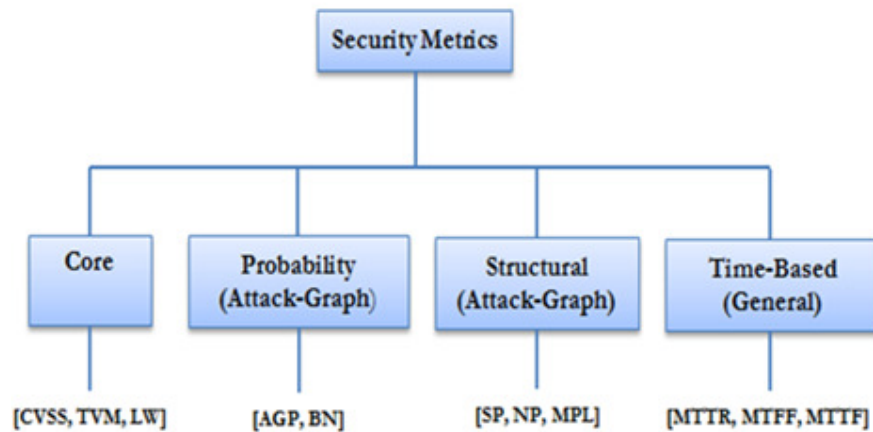 Security Metrics
Core
Probability
(Attack-Graph)
Structural
(Attack-Graph)
Time-Based
(General)
[CVSS, TVM, LW]
[AGP, BN]
[SP, NP, MPL]
[MTTR, MTFF, MTTF]